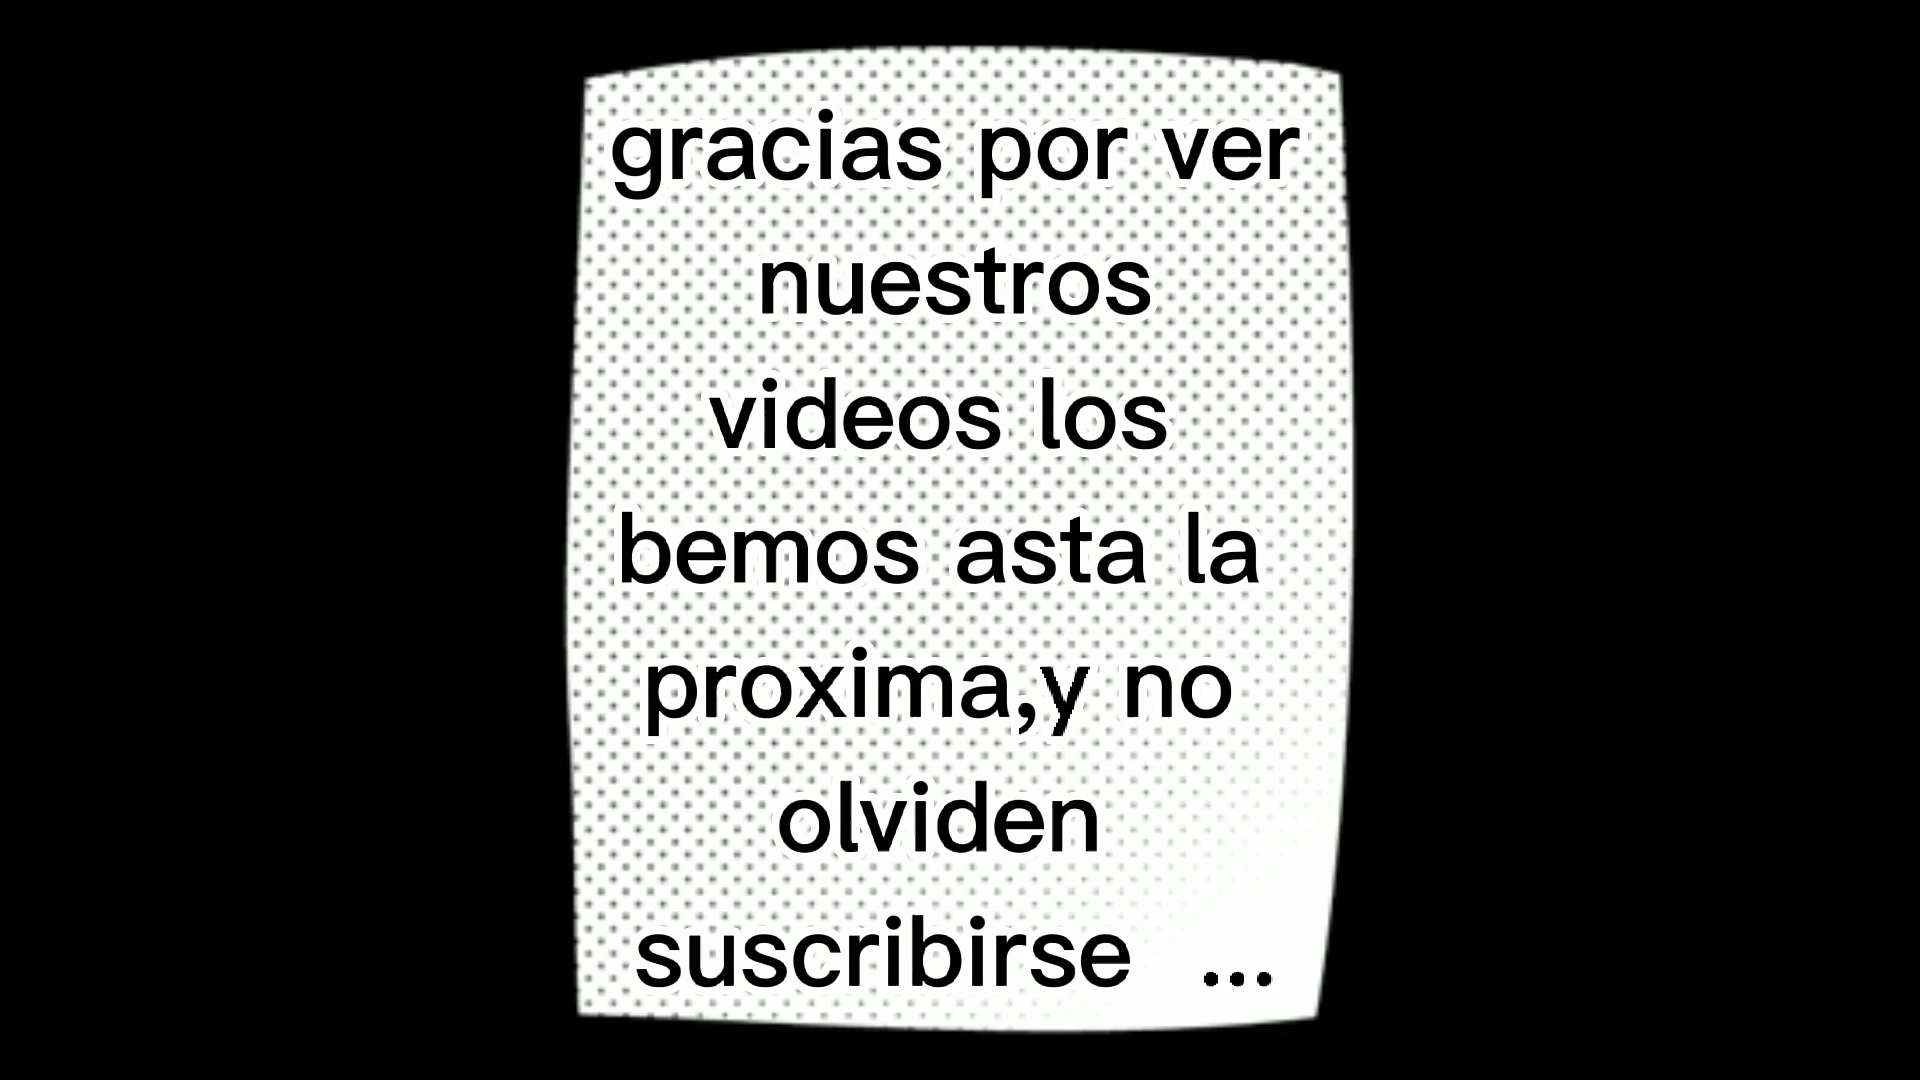 gracias por ver
nuestros
videos los
bemos asta la
proxima,y no
olviden
suscribirse ...